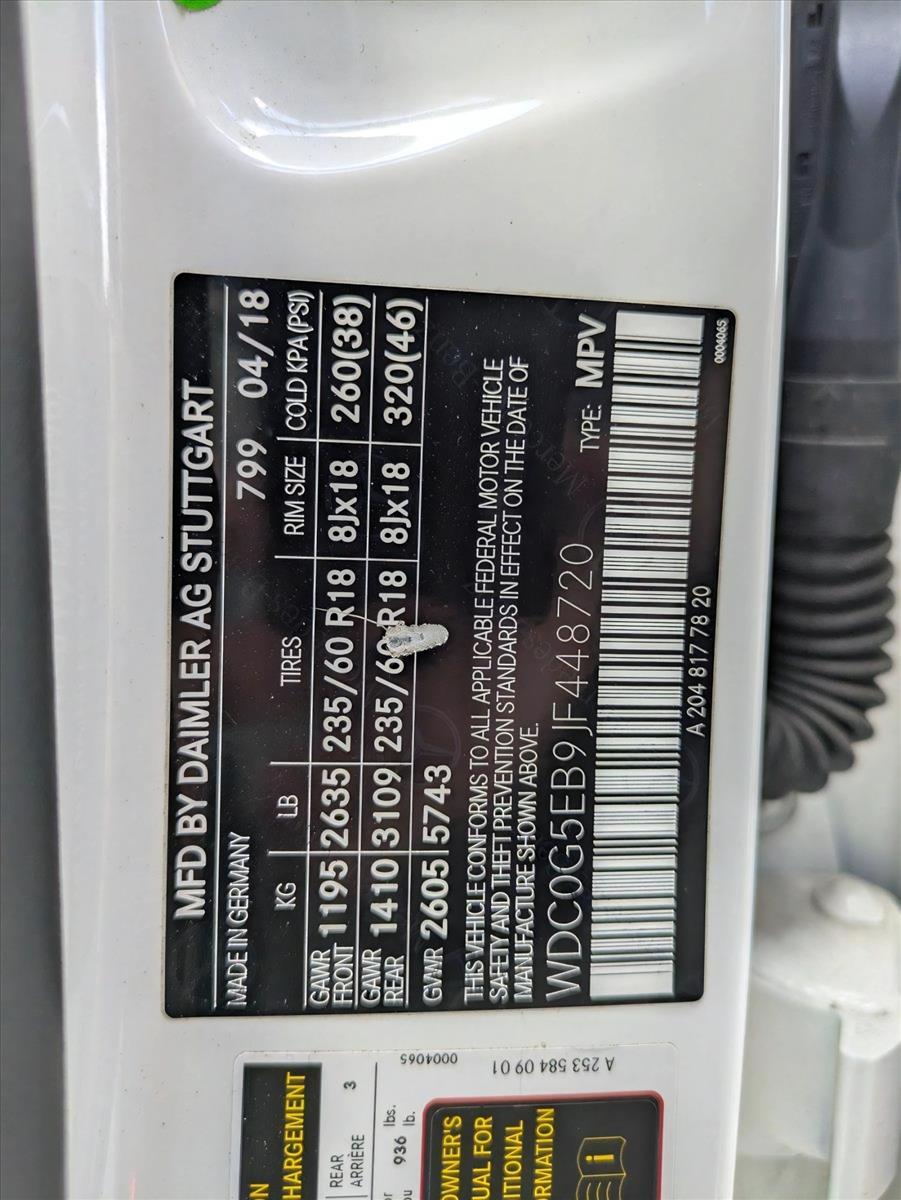 MFD BY DAIMLER AG STUTTGART
MADE IN GERMANY 799 04/18
KG LB TIRES RIM SIZE COLD KPA(PSI)
GAWR FRONT 1195 2635 235/60 R18 8Jx18 260(38)
GAWR REAR 1410 3109 235/6 R18 8Jx18 320(46)
GVWR 2605 5743
THIS VEHICLE CONFORMS TO ALL APPLICABLE FEDERAL MOTOR VEHICLE
SAFETY AND THEFT PREVENTION STANDARDS IN EFFECT ON THE DATE OF
MANUFACTURE SHOWN ABOVE.
WDC0G5EB9JF448720 TYPE: MPV
A 204 817 78 20
0004065
HARGEMENT
REAR
ARRIÈRE 3
lbs.
936 lb.
OWNER'S
UAL FOR
ITIONAL
ORMATION
0004065
A 253 584 09 01